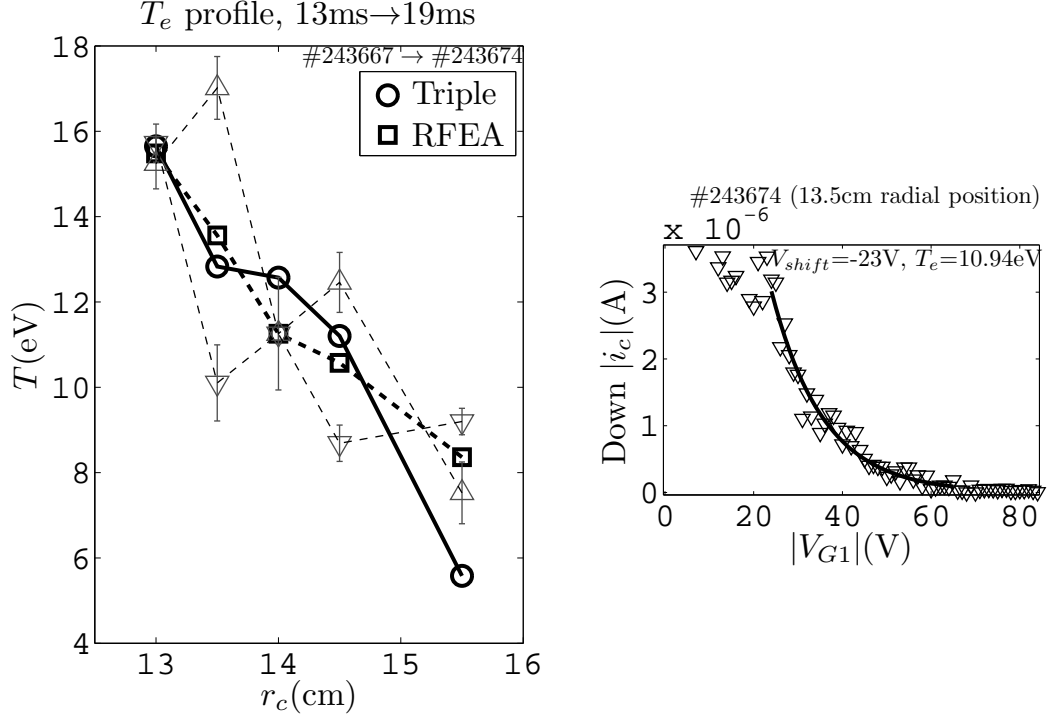 T_e profile, 13ms→19ms
#243667 → #243674
Triple
RFEA
18
16
14
12
10
8
6
4
T(eV)
13
14
15
16
r_c(cm)
#243674 (13.5cm radial position)
x 10^-6
V_shift=-23V, T_e=10.94eV
3
2
1
0
Down |i_c|(A)
0
20
40
60
80
|V_G1|(V)